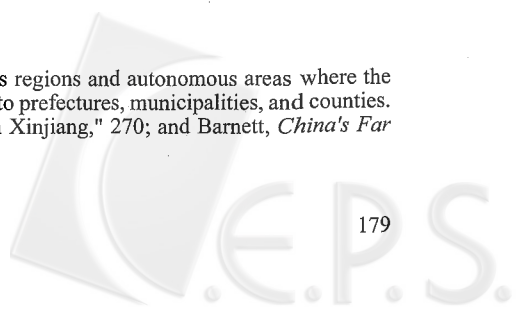 s regions and autonomous areas where the
to prefectures, municipalities, and counties.
Xinjiang," 270; and Barnett, China's Far
179
C.E.P.S.